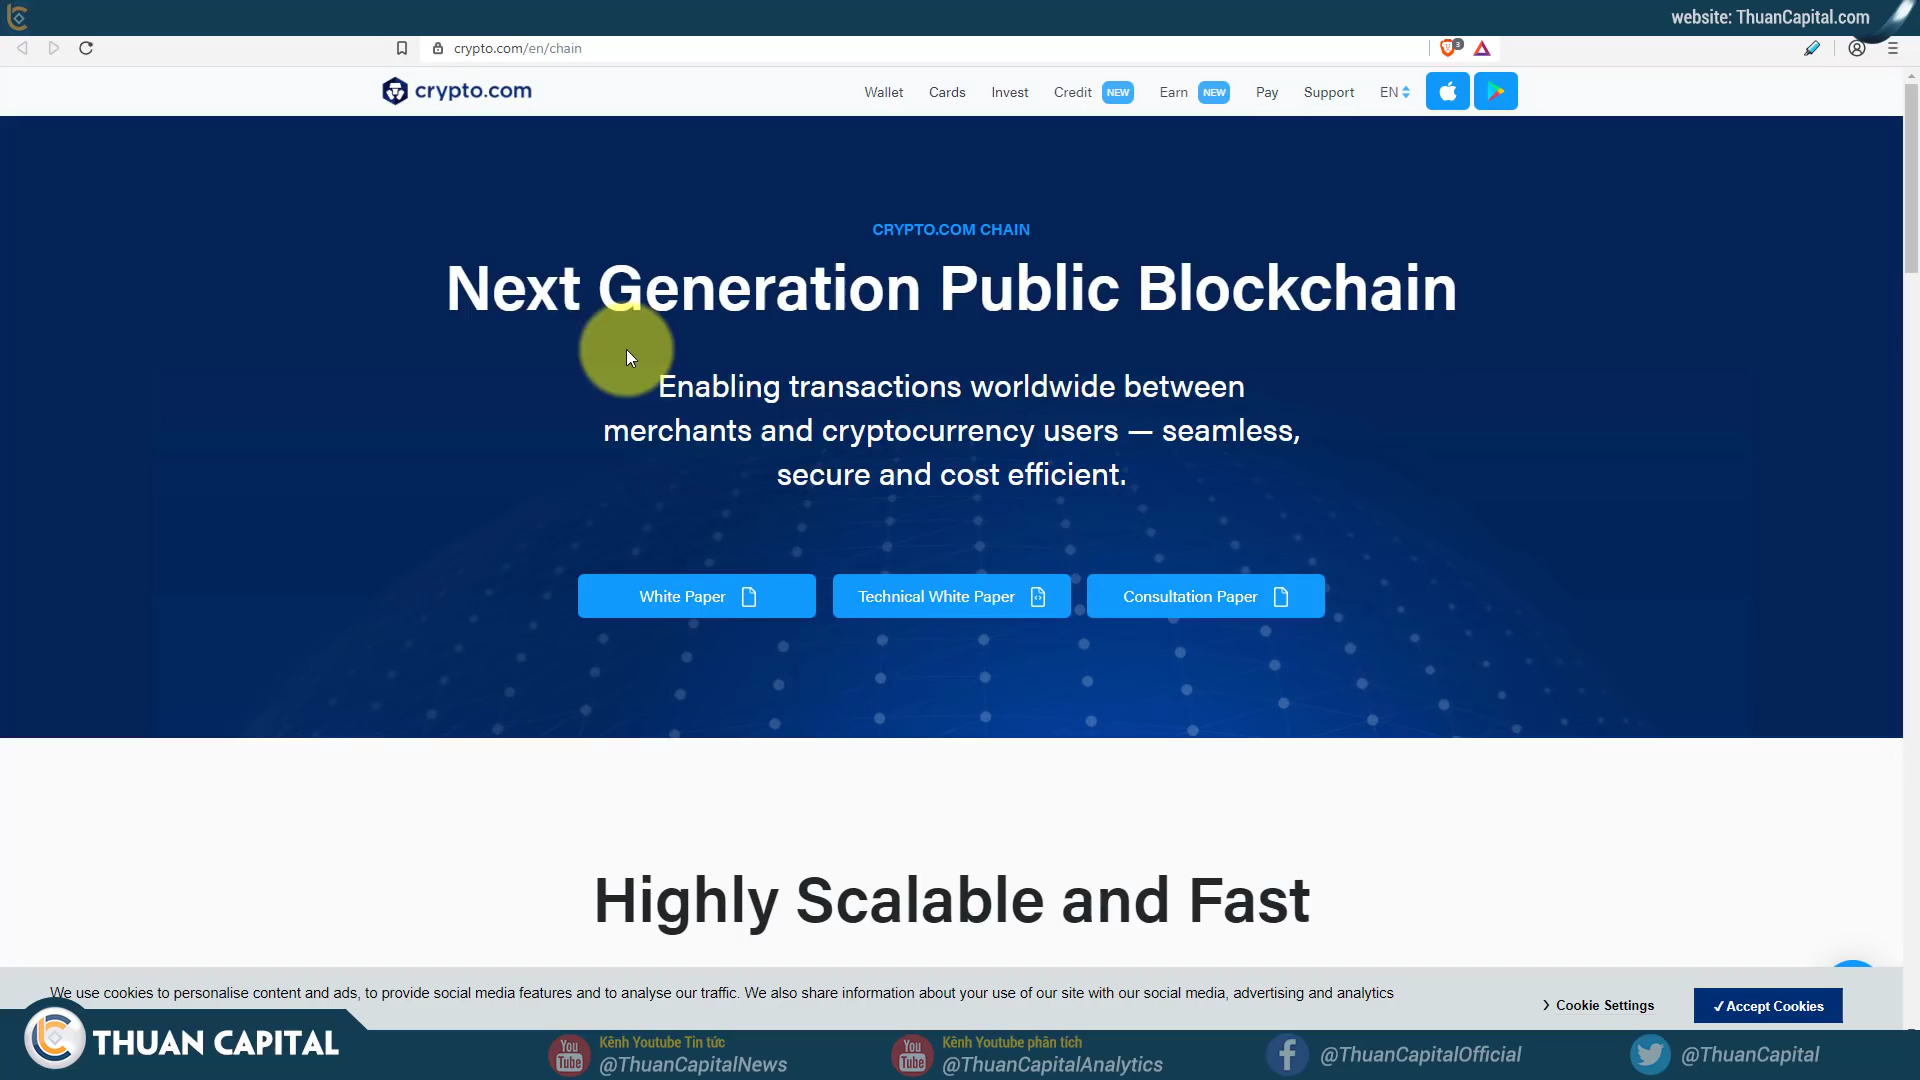 website: ThuanCapital.com
crypto.com/en/chain
3
crypto.com
Wallet Cards Invest Credit NEW Earn NEW Pay Support EN
CRYPTO.COM CHAIN
Next Generation Public Blockchain
Enabling transactions worldwide between
merchants and cryptocurrency users — seamless,
secure and cost efficient.
White Paper Technical White Paper Consultation Paper
Highly Scalable and Fast
We use cookies to personalise content and ads, to provide social media features and to analyse our traffic. We also share information about your use of our site with our social media, advertising and analytics
Cookie Settings
Accept Cookies
THUAN CAPITAL
You Tube
Kênh Youtube Tin tức
@ThuanCapitalNews
You Tube
Kênh Youtube phân tích
@ThuanCapitalAnalytics
@ThuanCapitalOfficial
@ThuanCapital